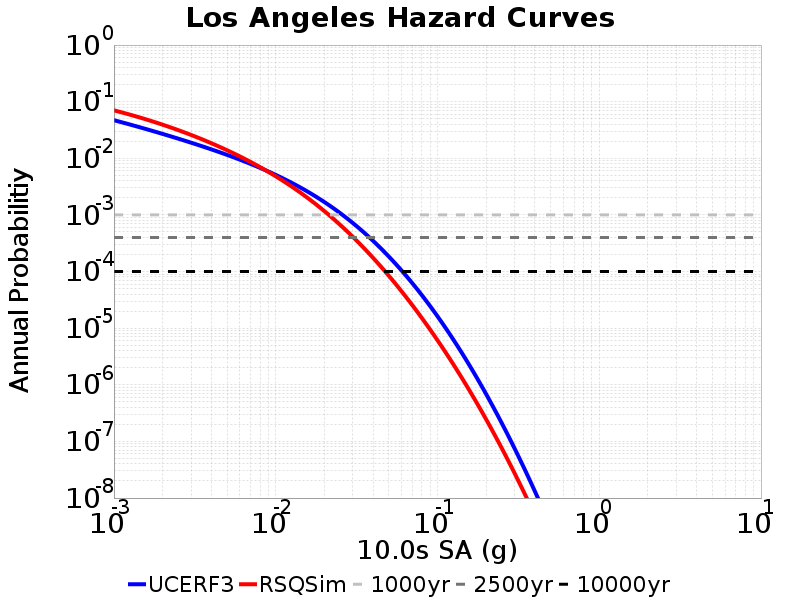 Los Angeles Hazard Curves
Annual Probabilitiy
10^0
10^-1
10^-2
10^-3
10^-4
10^-5
10^-6
10^-7
10^-8
10^-3 10^-2 10^-1 10^0 10^1
10.0s SA (g)
UCERF3 RSQSim 1000yr 2500yr 10000yr